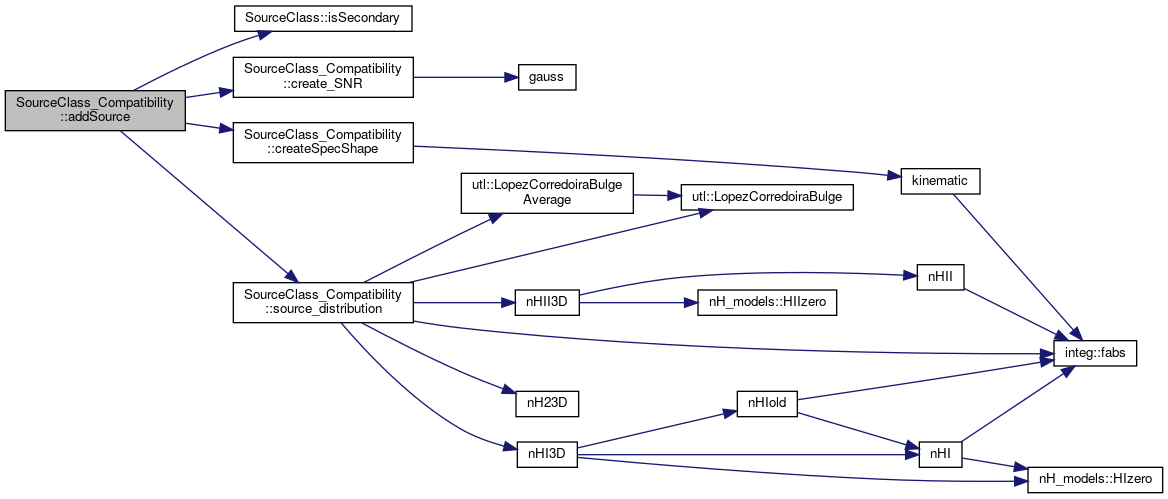 SourceClass::isSecondary
SourceClass_Compatibility
::create_SNR
gauss
SourceClass_Compatibility
::addSource
SourceClass_Compatibility
::createSpecShape
kinematic
utl::LopezCorredoiraBulge
Average
utl::LopezCorredoiraBulge
nHII
SourceClass_Compatibility
::source_distribution
nHII3D
nH_models::HIIzero
integ::fabs
nH23D
nHIold
nHI3D
nHI
nH_models::HIzero